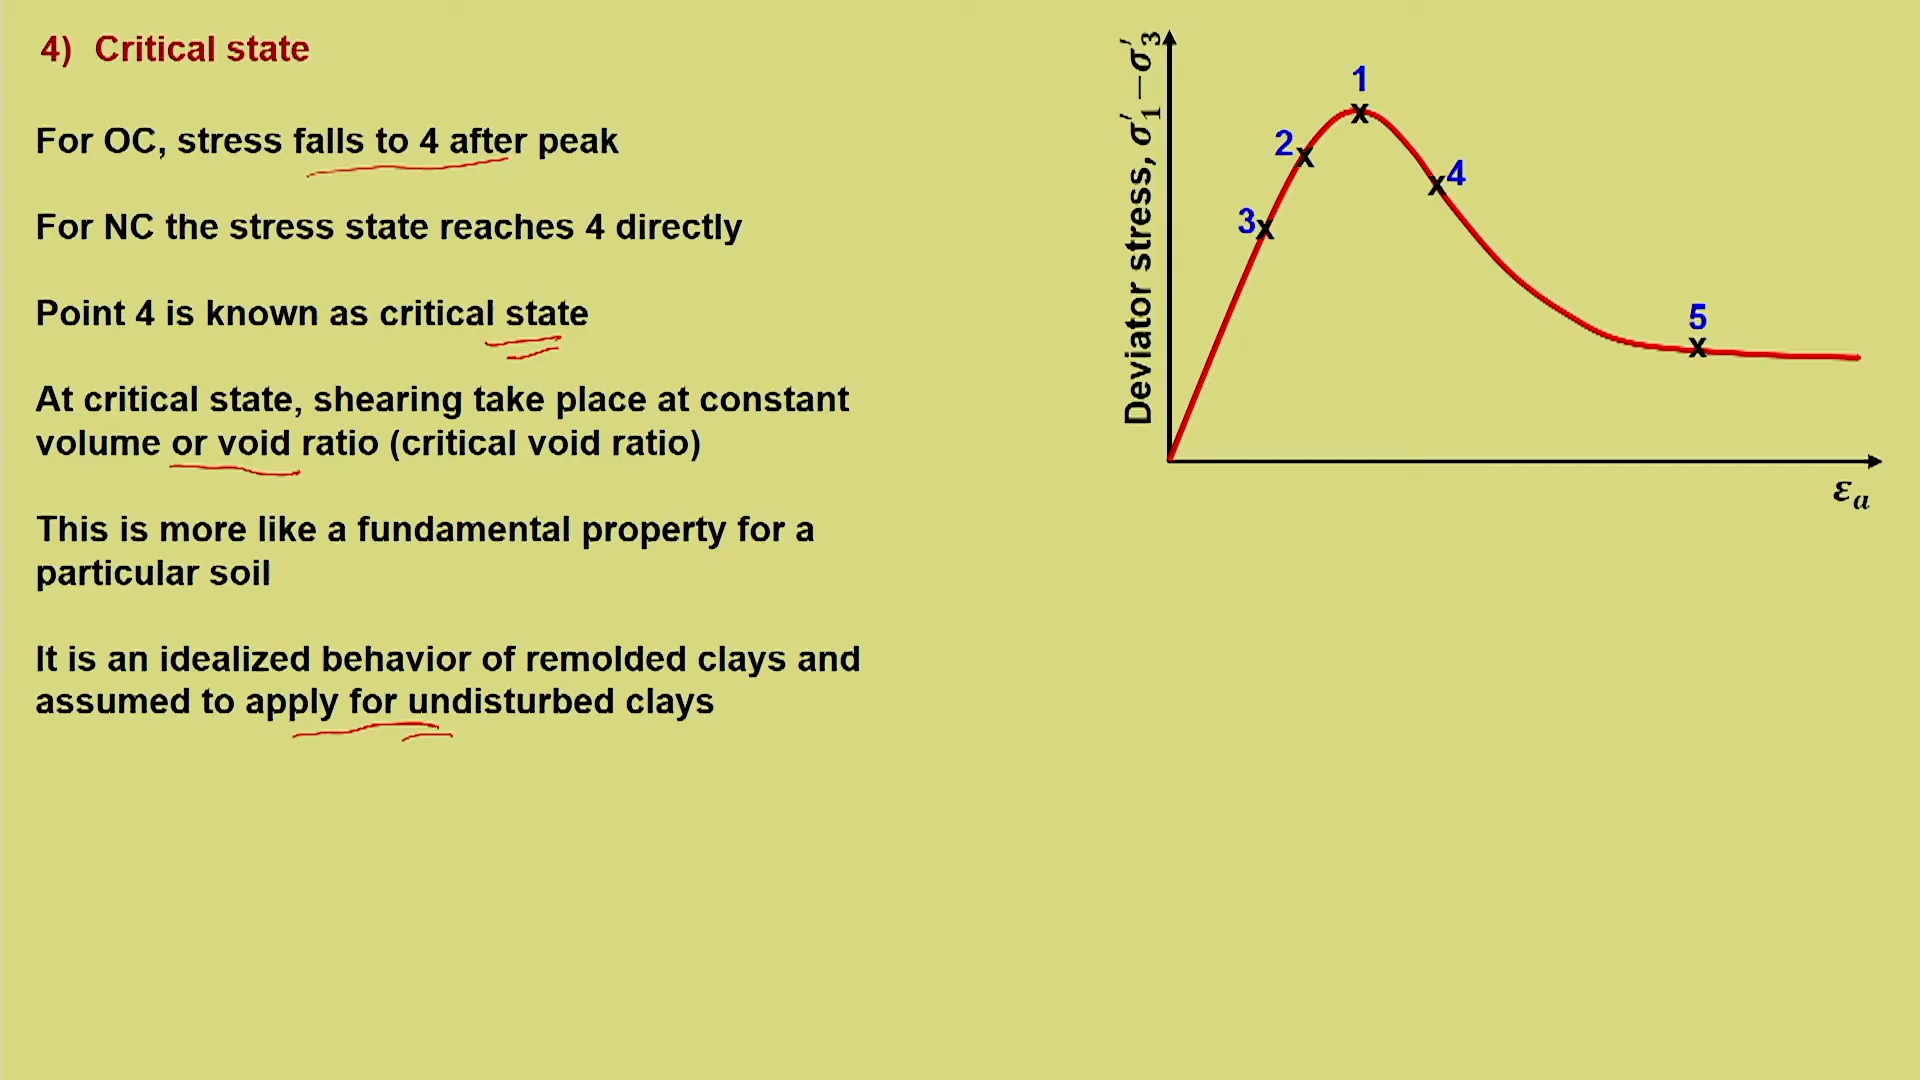 4) Critical state
For OC, stress falls to 4 after peak
For NC the stress state reaches 4 directly
Point 4 is known as critical state
At critical state, shearing take place at constant
volume or void ratio (critical void ratio)
This is more like a fundamental property for a
particular soil
It is an idealized behavior of remolded clays and
assumed to apply for undisturbed clays
Deviator stress, σ′₁−σ′₃
1
2
3
4
5
εₐ